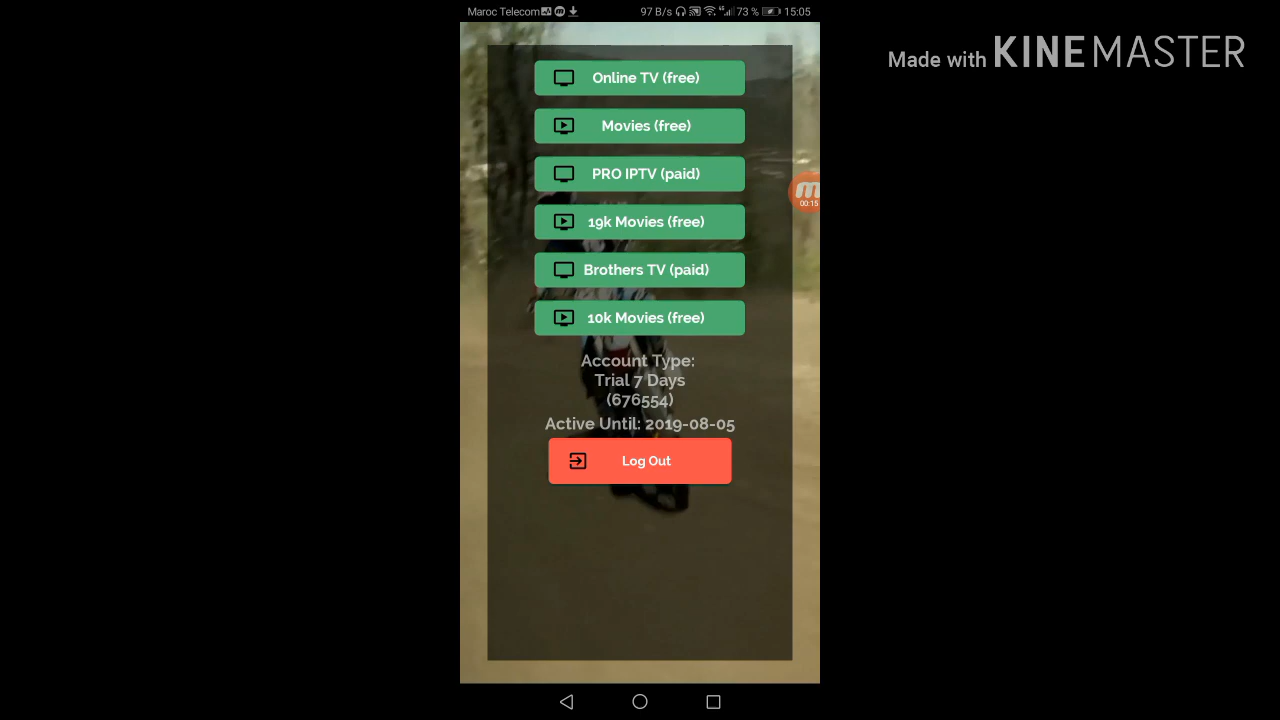 Maroc Telecom 97 B/s 73 % 15:05
Made with KINEMASTER
Online TV (free)
Movies (free)
PRO IPTV (paid)
00:15
19k Movies (free)
Brothers TV (paid)
10k Movies (free)
Account Type:
Trial 7 Days
(676554)
Active Until: 2019-08-05
Log Out